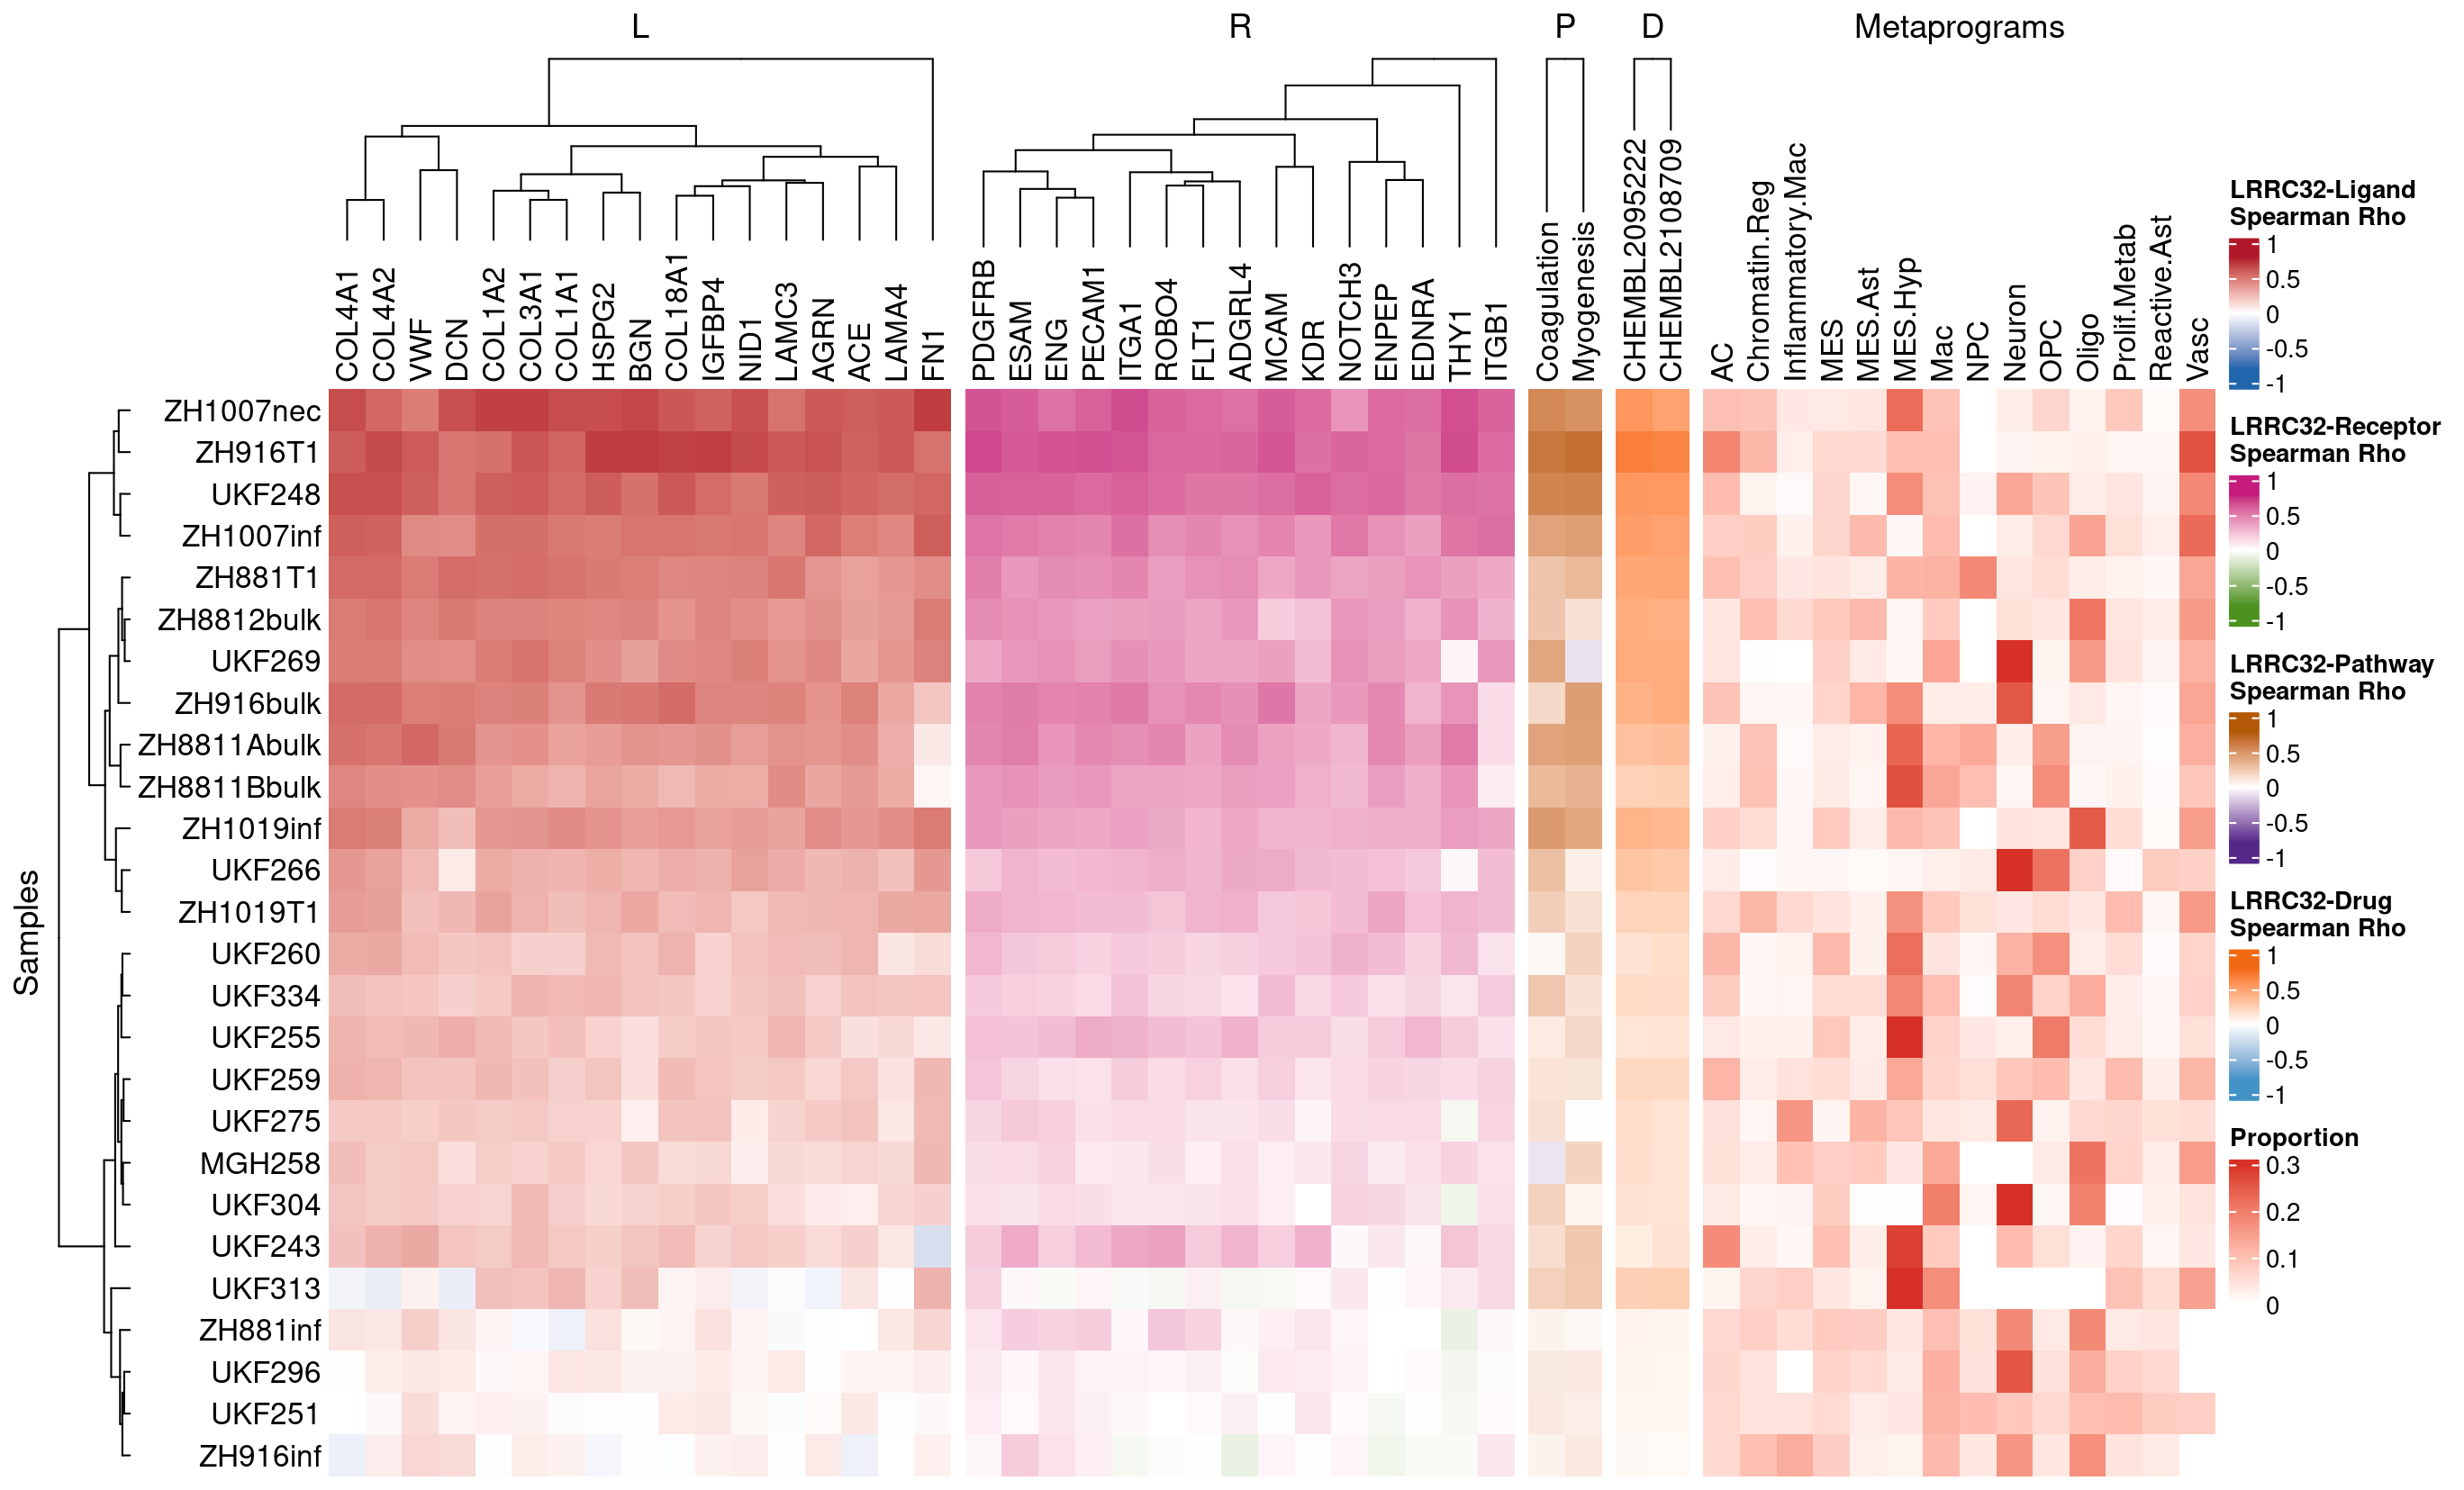 L R P D Metaprograms
COL4A1
COL4A2
VWF
DCN
COL1A2
COL3A1
COL1A1
HSPG2
BGN
COL18A1
IGFBP4
NID1
LAMC3
AGRN
ACE
LAMA4
FN1
PDGFRB
ESAM
ENG
PECAM1
ITGA1
ROBO4
FLT1
ADGRL4
MCAM
KDR
NOTCH3
ENPEP
EDNRA
THY1
ITGB1
Coagulation
Myogenesis
CHEMBL2095222
CHEMBL2108709
AC
Chromatin.Reg
Inflammatory.Mac
MES
MES.Ast
MES.Hyp
Mac
NPC
Neuron
OPC
Oligo
Prolif.Metab
Reactive.Ast
Vasc
Samples
ZH1007nec
ZH916T1
UKF248
ZH1007inf
ZH881T1
ZH8812bulk
UKF269
ZH916bulk
ZH8811Abulk
ZH8811Bbulk
ZH1019inf
UKF266
ZH1019T1
UKF260
UKF334
UKF255
UKF259
UKF275
MGH258
UKF304
UKF243
UKF313
ZH881inf
UKF296
UKF251
ZH916inf
LRRC32-Ligand
Spearman Rho
1
0.5
0
-0.5
-1
LRRC32-Receptor
Spearman Rho
1
0.5
0
-0.5
-1
LRRC32-Pathway
Spearman Rho
1
0.5
0
-0.5
-1
LRRC32-Drug
Spearman Rho
1
0.5
0
-0.5
-1
Proportion
0.3
0.2
0.1
0